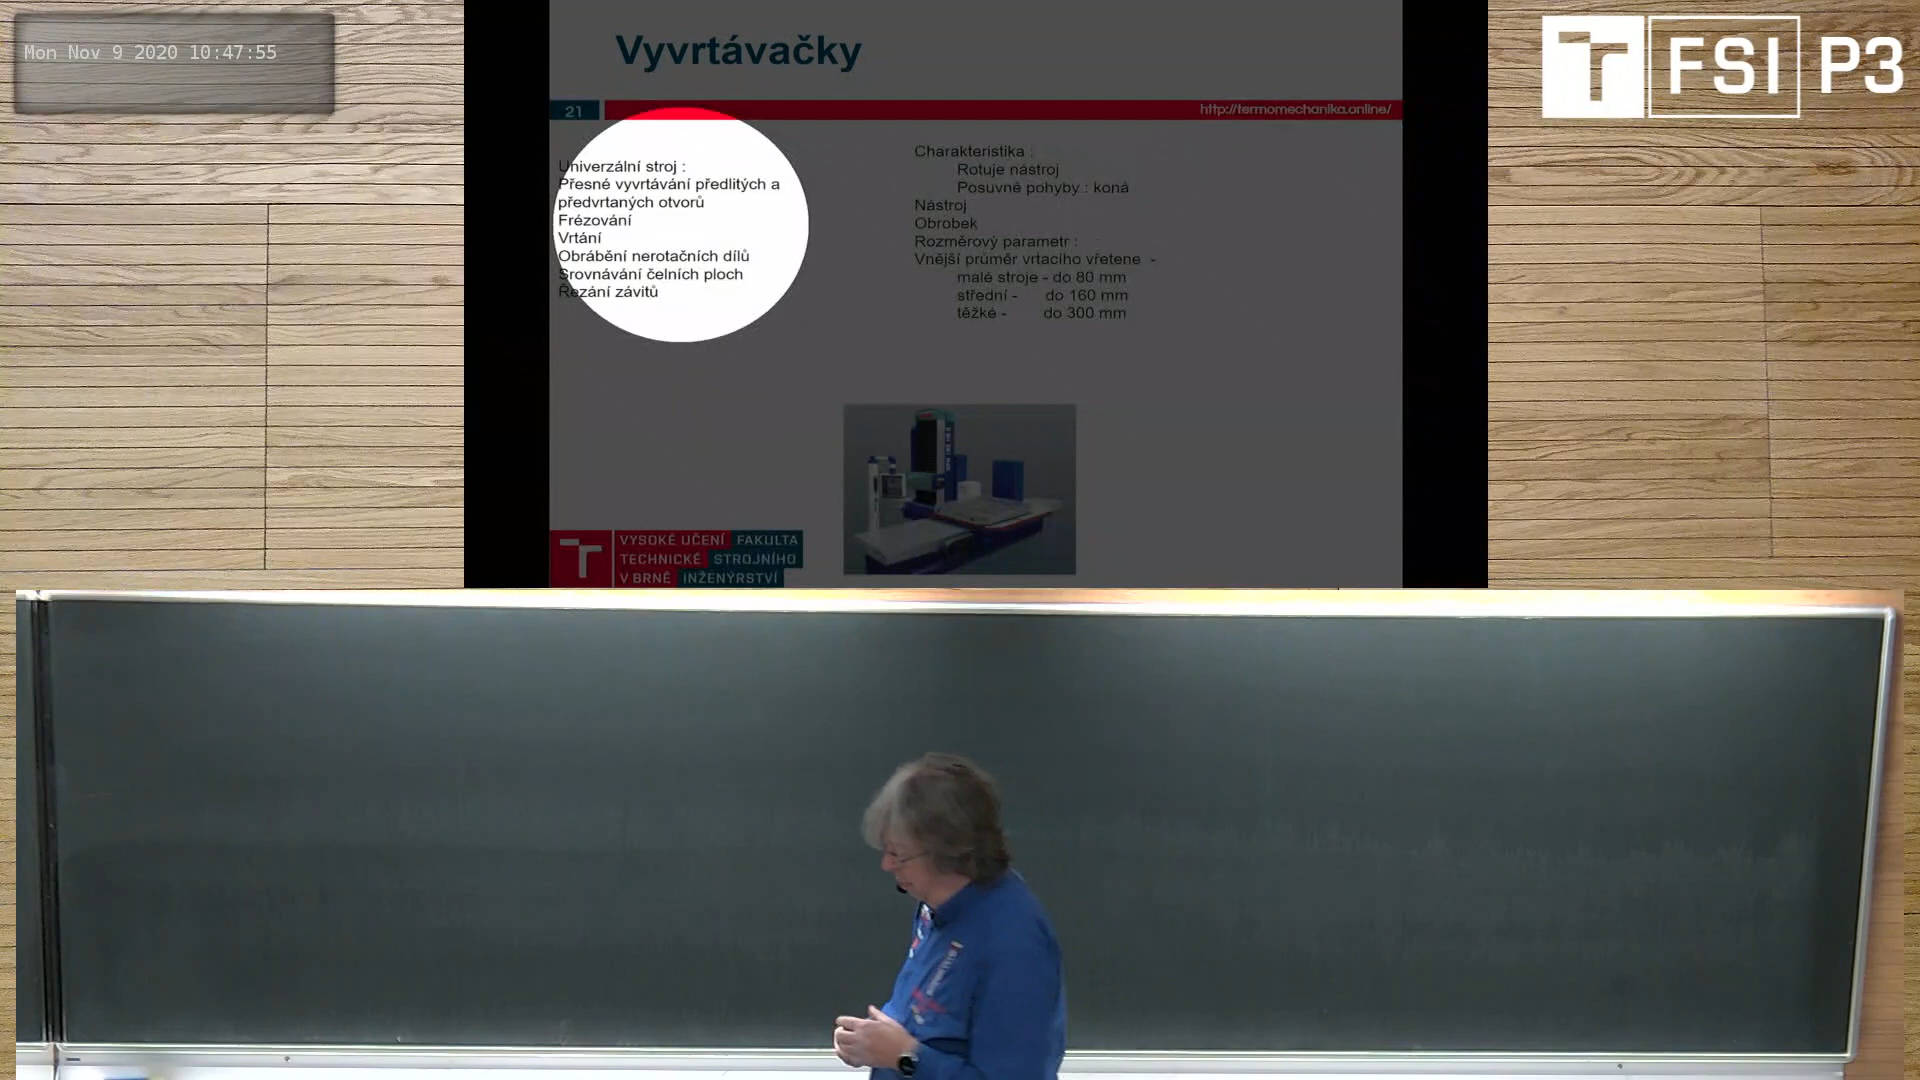 Mon Nov 9 2020 10:47:55
FSI P3
Vyvrtávačky
21
http://termomechanika.online/
Univerzální stroj :
Přesné vyvrtávání předlitých a
předvrtaných otvorů
Frézování
Vrtání
Obrábění nerotačních dílů
Srovnávání čelních ploch
Řezání závitů
Charakteristika :
Rotuje nástroj
Posuvné pohyby : koná
Nástroj
Obrobek
Rozměrový parametr :
Vnější průměr vrtacího vřetene -
malé stroje - do 80 mm
střední - do 160 mm
těžké - do 300 mm
VYSOKÉ UČENÍ FAKULTA
TECHNICKÉ STROJNÍHO
V BRNĚ INŽENÝRSTVÍ